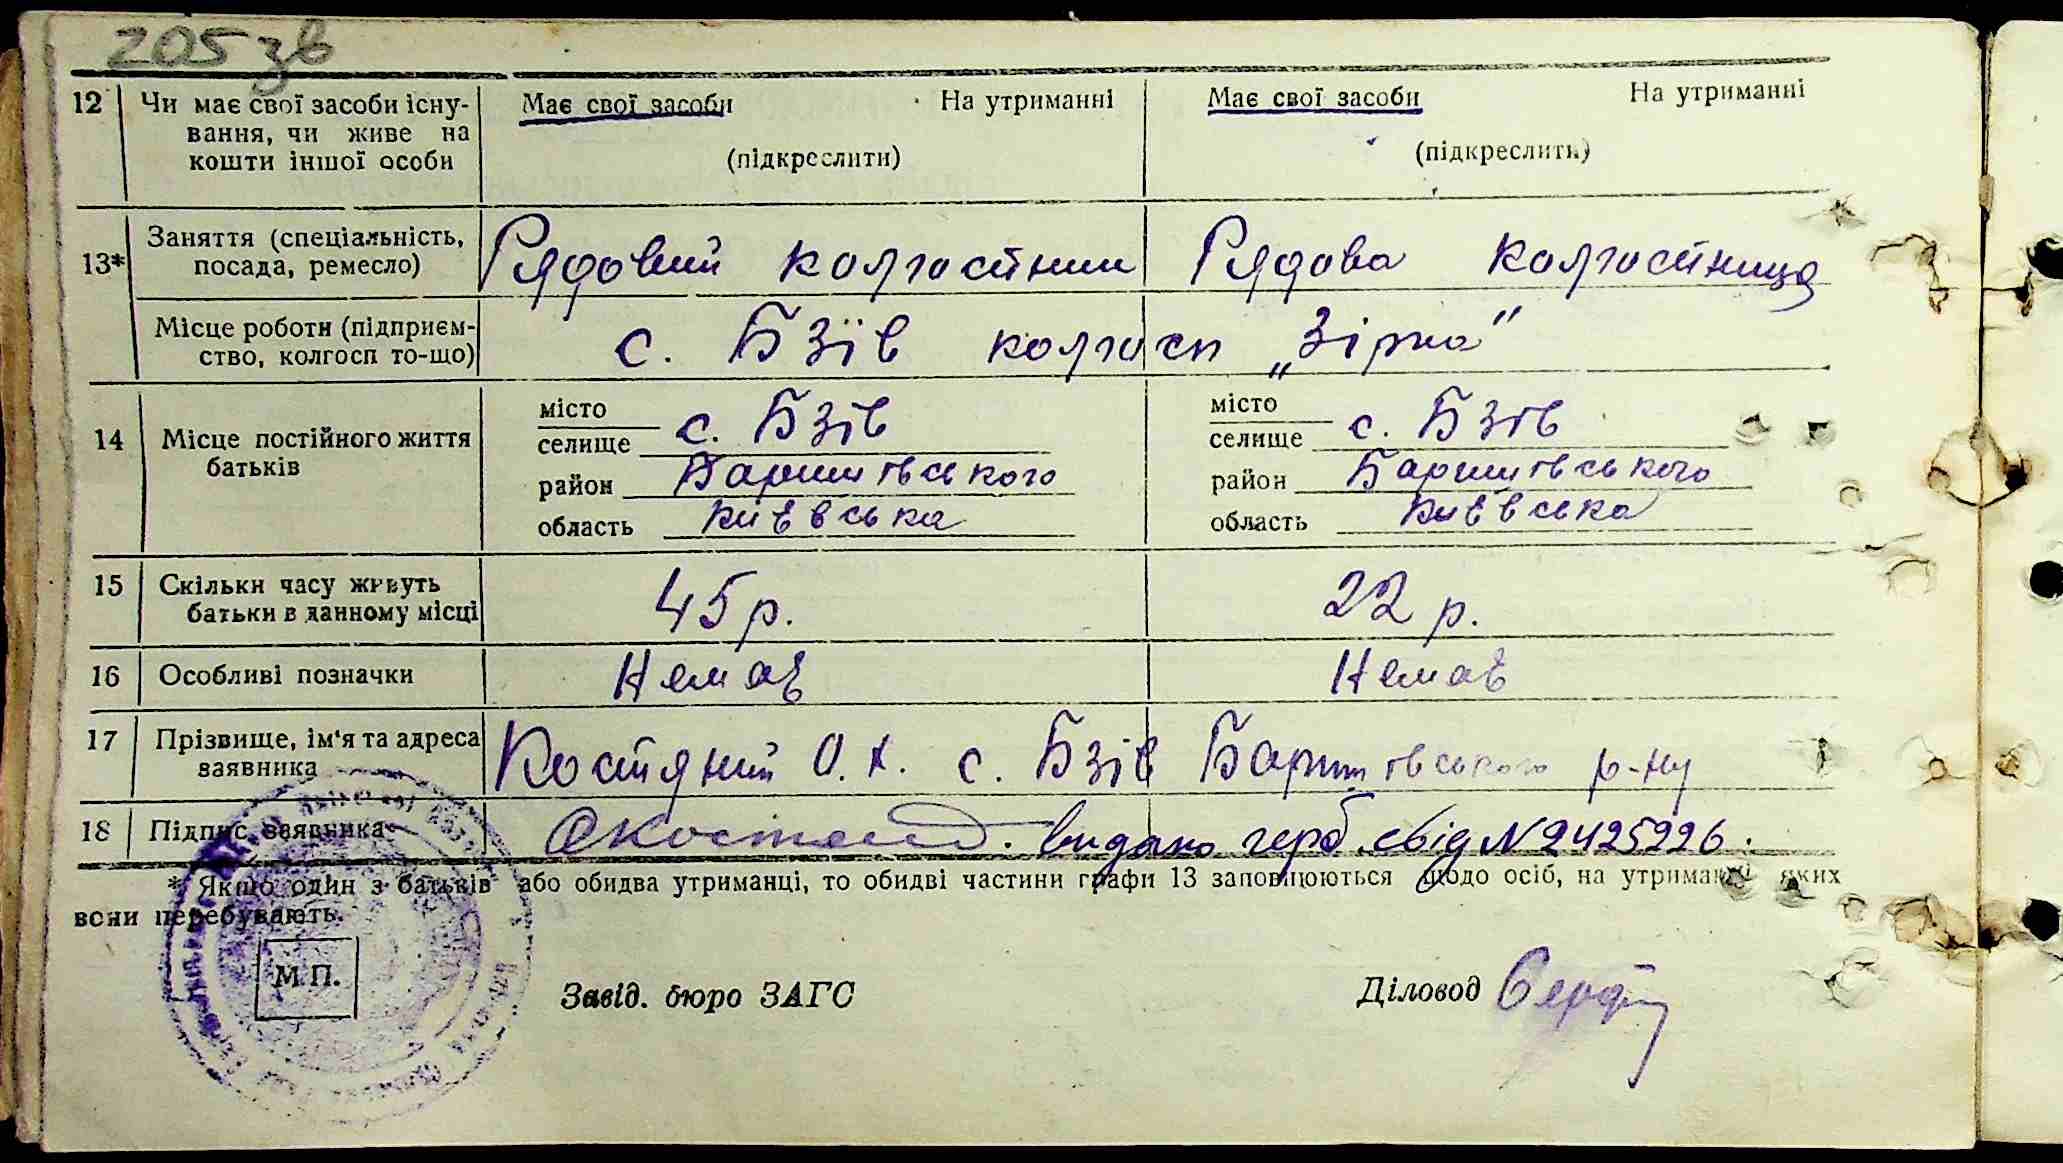 205 зв
12 Чи має свої засоби існу- Має свої засоби На утриманні Має свої засоби На утриманні
вання, чи живе на
кошти іншої особи (підкреслити) (підкреслити)
13* Заняття (спеціальність, Рядовий колгоспник Рядова колгоспниця
посада, ремесло)
Місце роботи (підприєм- с. Бзів колгосп „Зірка"
ство, колгосп то-що)
14 Місце постійного життя місто с. Бзів місто с. Бзів
батьків селище селище
район Баришівського район Баришівського
область Київська область Київська
15 Скільки часу живуть 45 р. 22 р.
батьки в данному місці
16 Особливі позначки Немає Немає
17 Прізвище, ім'я та адреса Костяний О. К. с. Бзів Баришівського р-ну
заявника
18 Підпис заявника видано герб. свід N 2425226.
* Якщо один з батьків або обидва утриманці, то обидві частини графи 13 заповнюються щодо осіб, на утриманні яких
вони перебувають.
М.П.
Завід. бюро ЗАГС Діловод